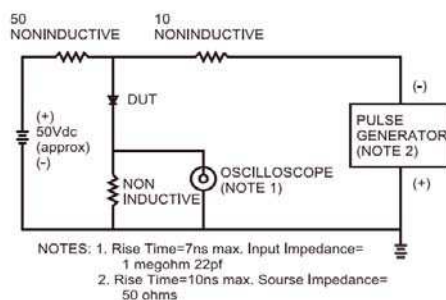 50
NONINDUCTIVE
10
NONINDUCTIVE
DUT
(+)
50Vdc
(approx)
(-)
NON
INDUCTIVE
OSCILLOSCOPE
(NOTE 1)
(-)
PULSE
GENERATOR
(NOTE 2)
(+)
NOTES: 1. Rise Time=7ns max. Input Impedance=
1 megohm 22pf
2. Rise Time=10ns max. Sourse Impedance=
50 ohms